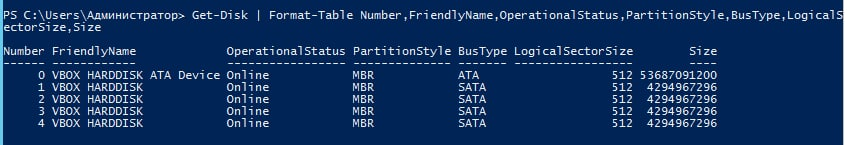 PS C:\Users\Администратор> Get-Disk | Format-Table Number,FriendlyName,OperationalStatus,PartitionStyle,BusType,LogicalS
ectorSize,Size
Number FriendlyName OperationalStatus PartitionStyle BusType LogicalSectorSize Size
------ ------------ ----------------- -------------- ------- ----------------- ----
0 VBOX HARDDISK ATA Device Online MBR ATA 512 53687091200
1 VBOX HARDDISK Online MBR SATA 512 4294967296
2 VBOX HARDDISK Online MBR SATA 512 4294967296
3 VBOX HARDDISK Online MBR SATA 512 4294967296
4 VBOX HARDDISK Online MBR SATA 512 4294967296